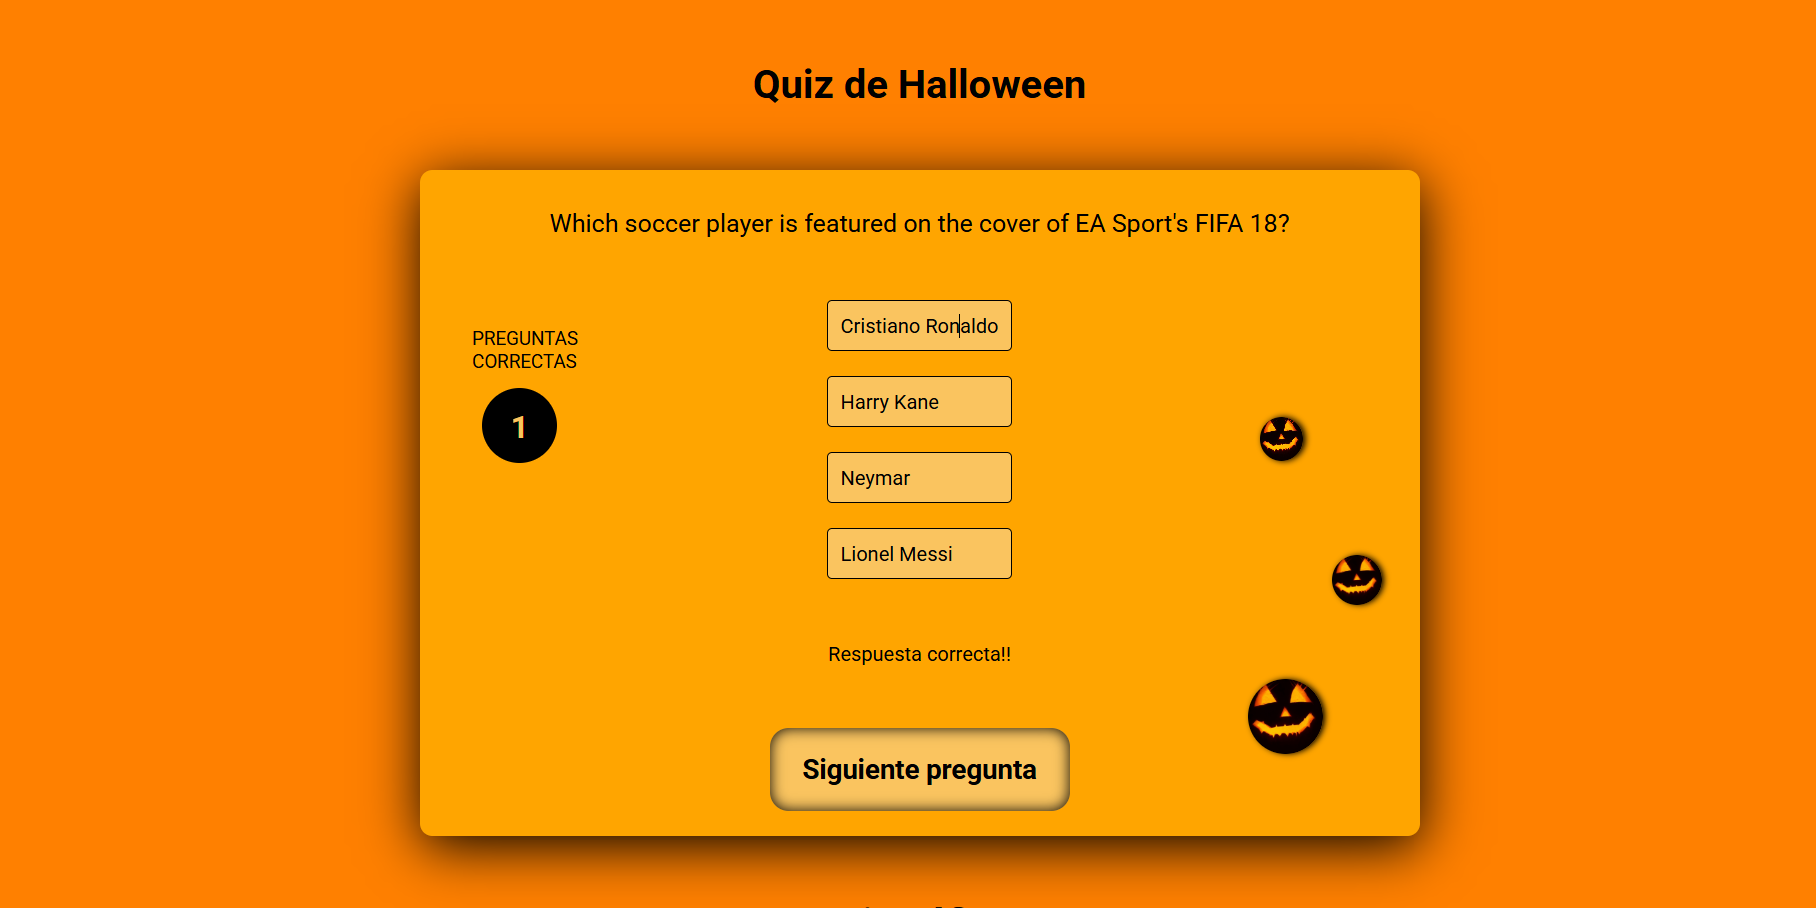 Quiz de Halloween
Which soccer player is featured on the cover of EA Sport's FIFA 18?
PREGUNTAS
CORRECTAS
1
Cristiano Ronaldo
Harry Kane
Neymar
Lionel Messi
Respuesta correcta!!
Siguiente pregunta